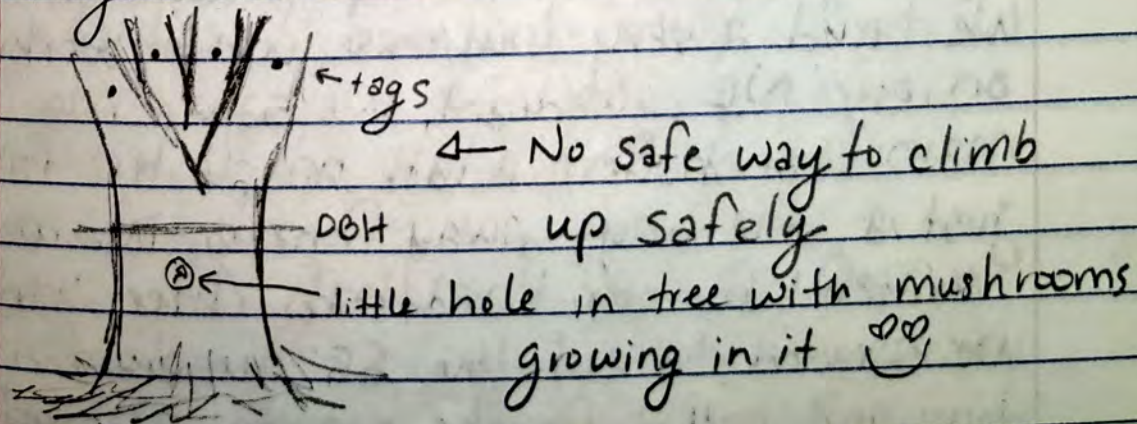 tags
No safe way to climb
DBH up safely
little hole in tree with mushrooms
growing in it